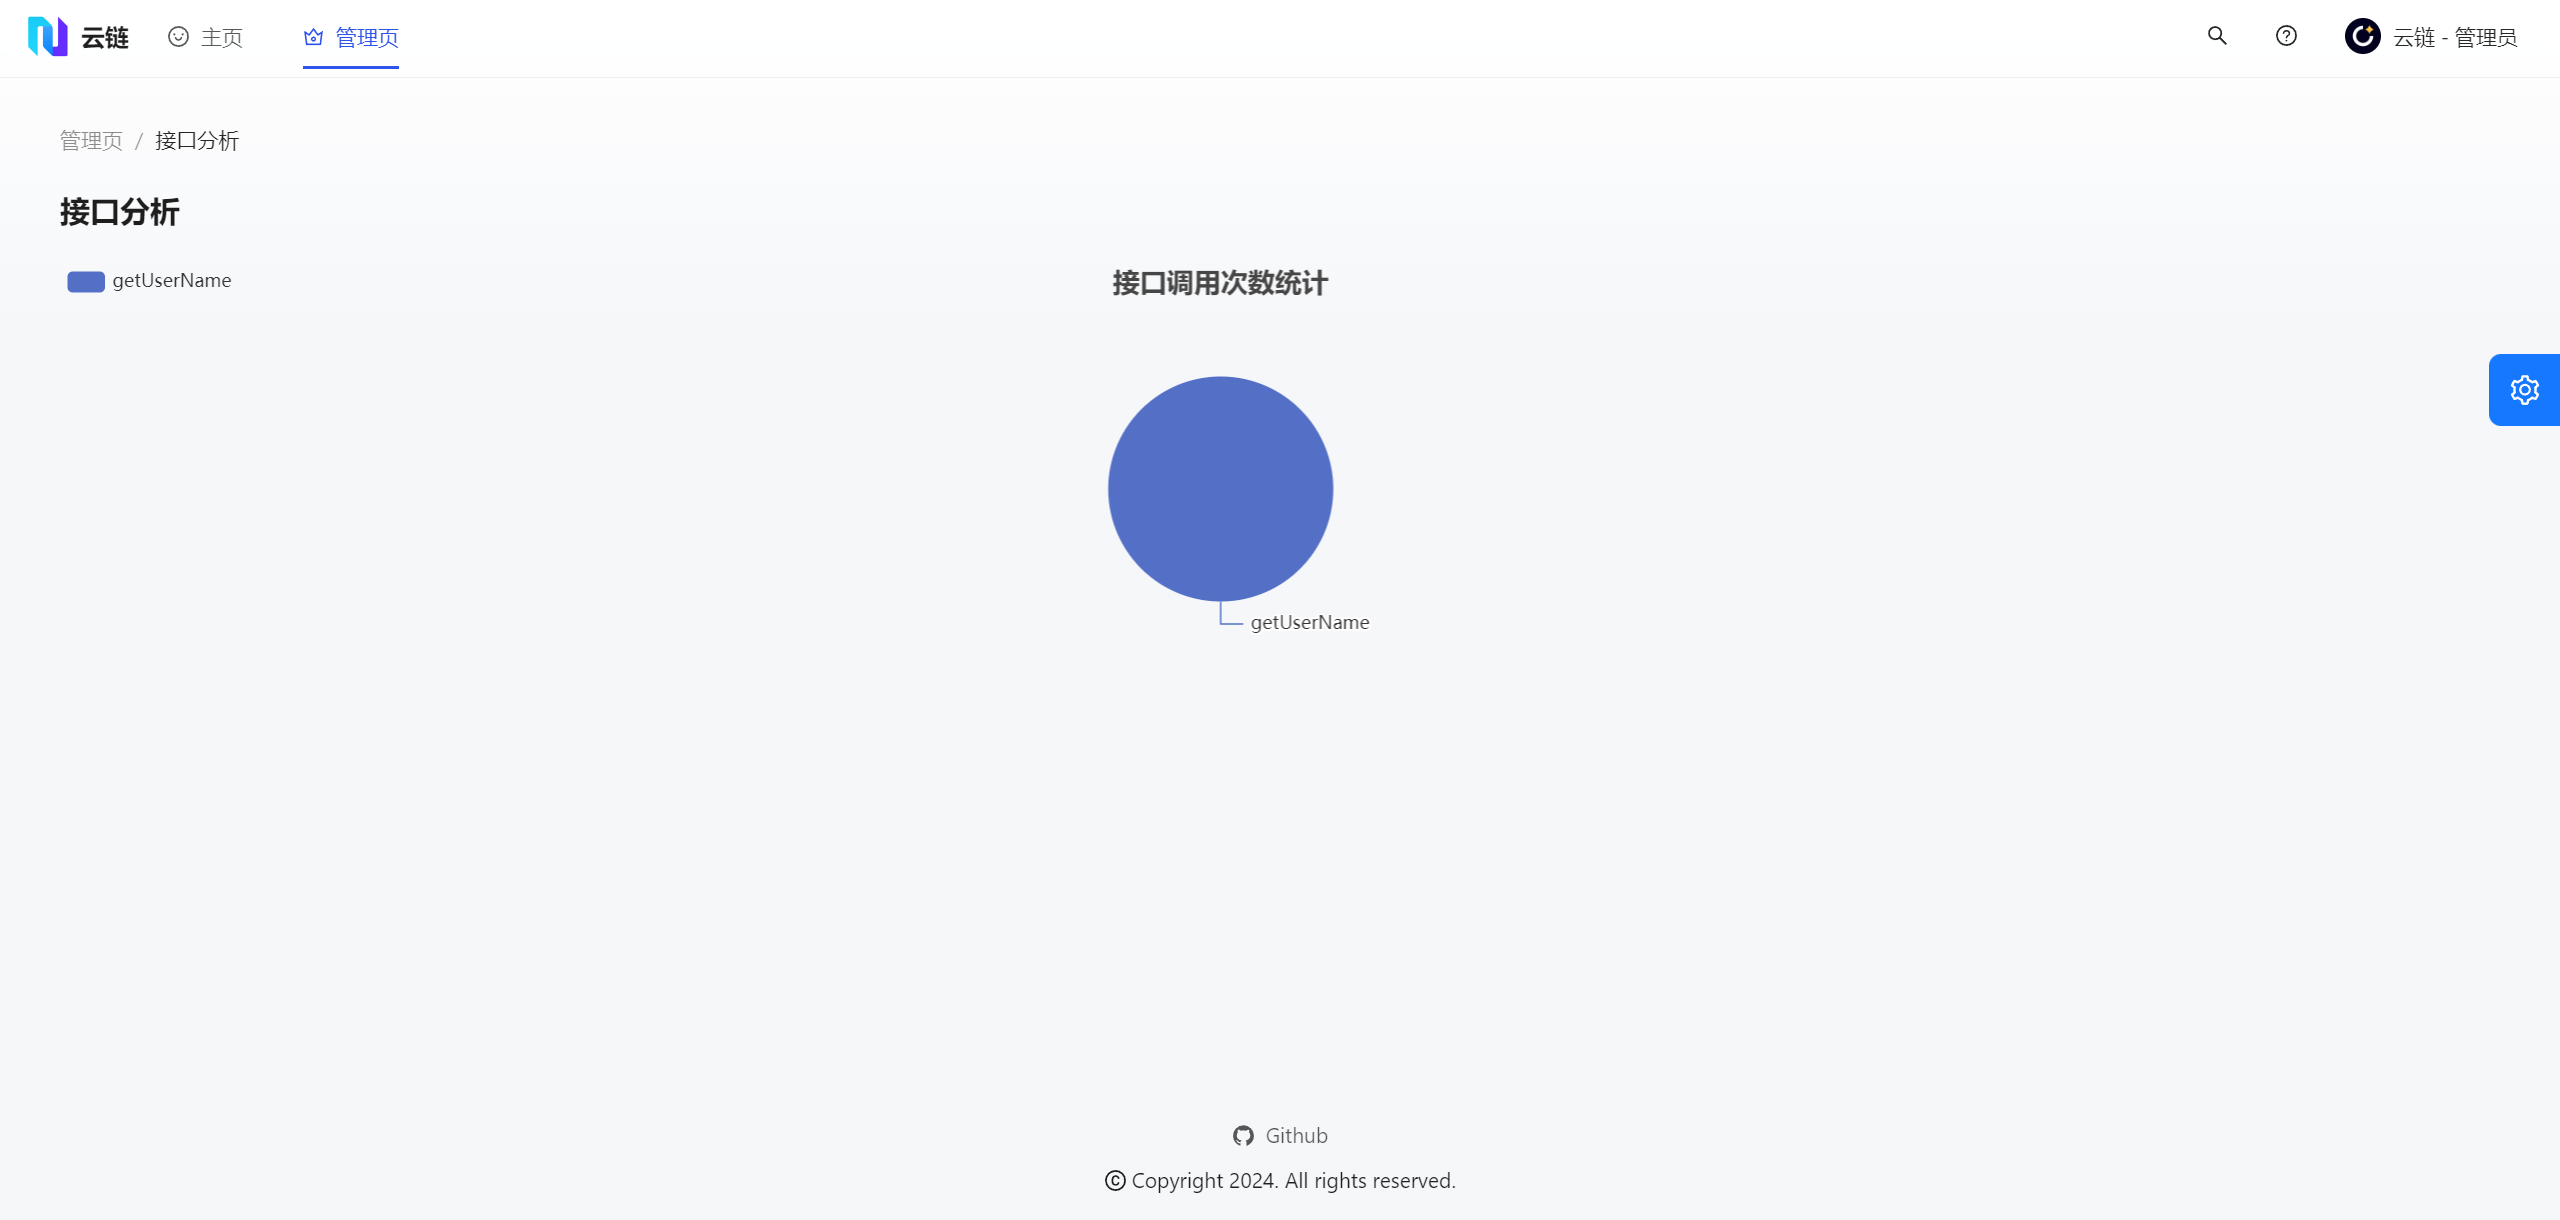 云链 主页 管理页 云链 - 管理员
管理页 / 接口分析
接口分析
getUserName
接口调用次数统计
getUserName
Github
© Copyright 2024. All rights reserved.